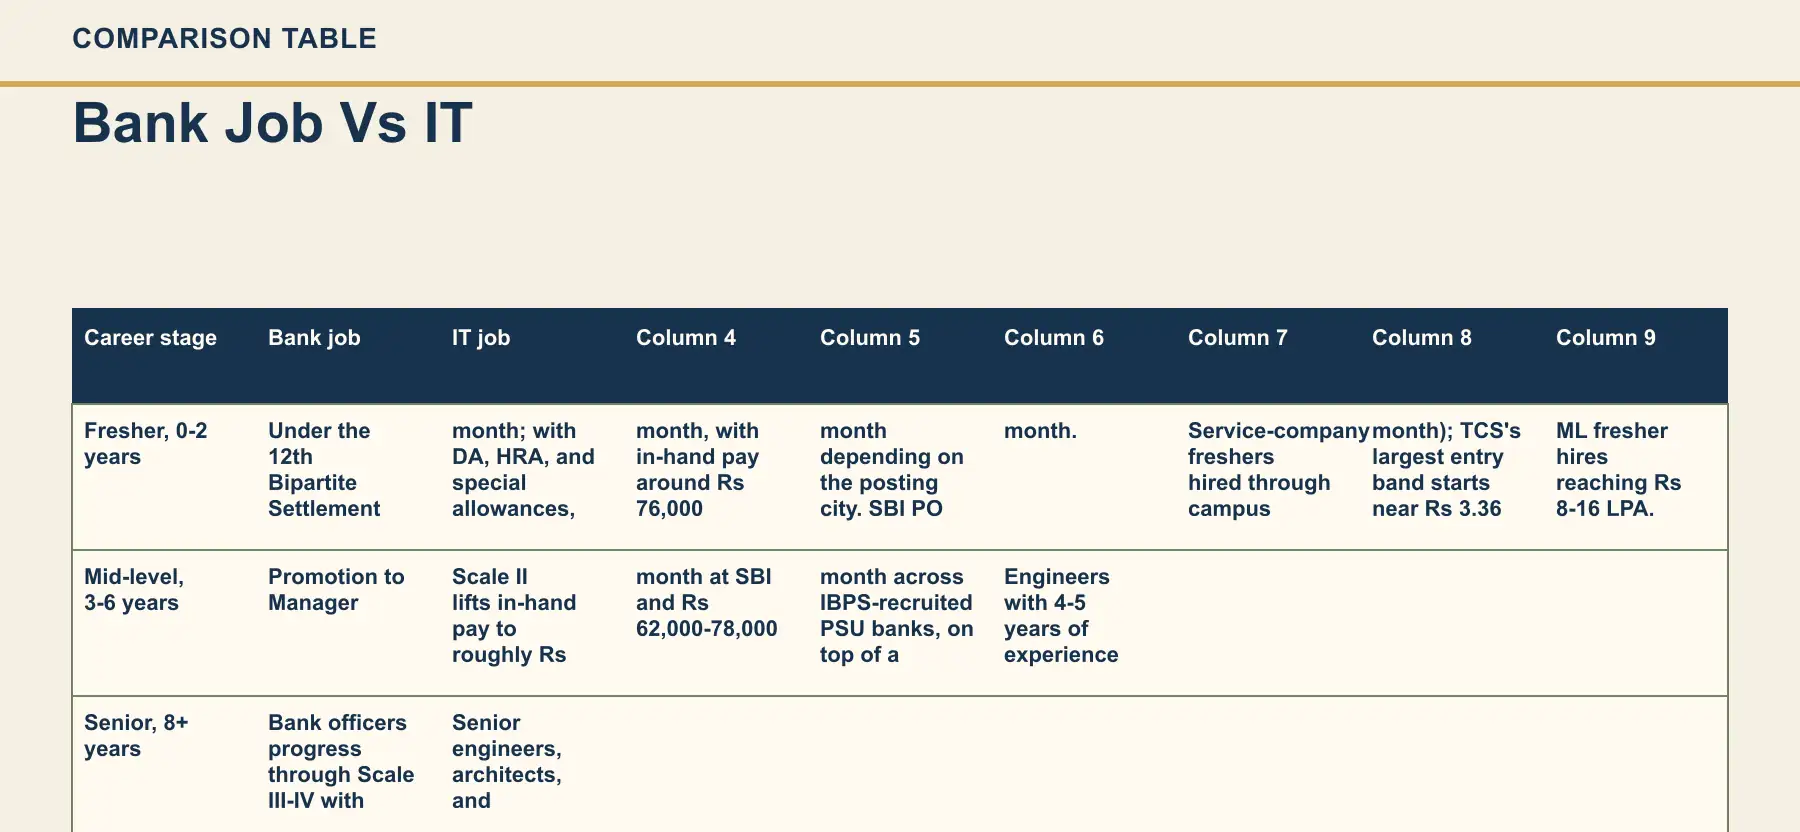 COMPARISON TABLE
Bank Job Vs IT
Career stage Bank job IT job Column 4 Column 5 Column 6 Column 7 Column 8 Column 9
Fresher, 0-2
years
Under the
12th
Bipartite
Settlement
month; with
DA, HRA, and
special
allowances,
month, with
in-hand pay
around Rs
76,000
month
depending on
the posting
city. SBI PO
month.
Service-company
freshers
hired through
campus
month); TCS's
largest entry
band starts
near Rs 3.36
ML fresher
hires
reaching Rs
8-16 LPA.
Mid-level,
3-6 years
Promotion to
Manager
Scale II
lifts in-hand
pay to
roughly Rs
month at SBI
and Rs
62,000-78,000
month across
IBPS-recruited
PSU banks, on
top of a
Engineers
with 4-5
years of
experience
Senior, 8+
years
Bank officers
progress
through Scale
III-IV with
Senior
engineers,
architects,
and